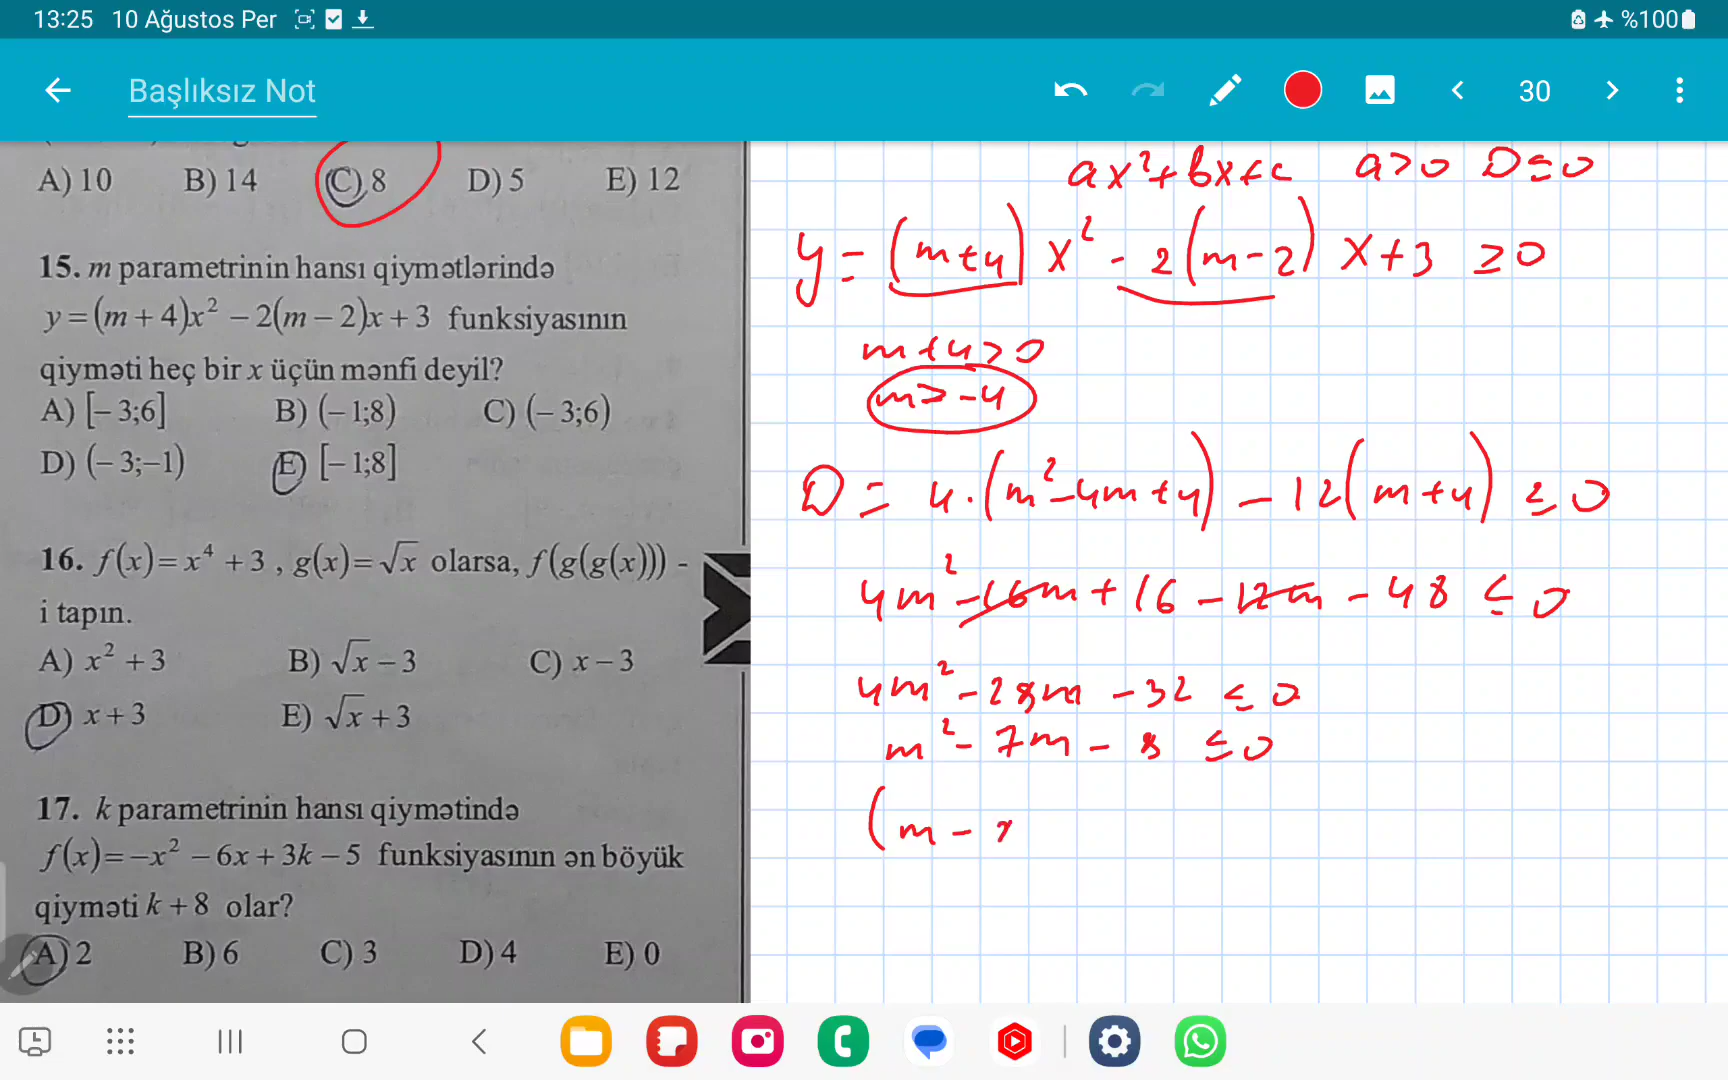 13:25 10 Ağustos Per %100
Başlıksız Not 30
A) 10 B) 14 C) 8 D) 5 E) 12
15. m parametrinin hansı qiymətlərində
y=(m+4)x² −2(m−2)x+3 funksiyasının
qiyməti heç bir x üçün mənfi deyil?
A) [−3;6] B) (−1;8) C) (−3;6)
D) (−3;−1) E) [−1;8]
16. f(x)=x⁴ +3 , g(x)=√x olarsa, f(g(g(x))) -
i tapın.
A) x² +3 B) √x −3 C) x−3
D) x+3 E) √x +3
17. k parametrinin hansı qiymətində
f(x)=−x² −6x+3k−5 funksiyasının ən böyük
qiyməti k+8 olar?
A) 2 B) 6 C) 3 D) 4 E) 0
ax²+bx+c a>0 D≤0
y = (m+4) x² - 2(m-2) x+3 ≥0
m+4>0
m>-4
D = 4·(m²-4m+4) - 12(m+4) ≤0
4m²-16m+16-12m-48 ≤0
4m²-28m-32 ≤0
m²-7m-8 ≤0
(m-